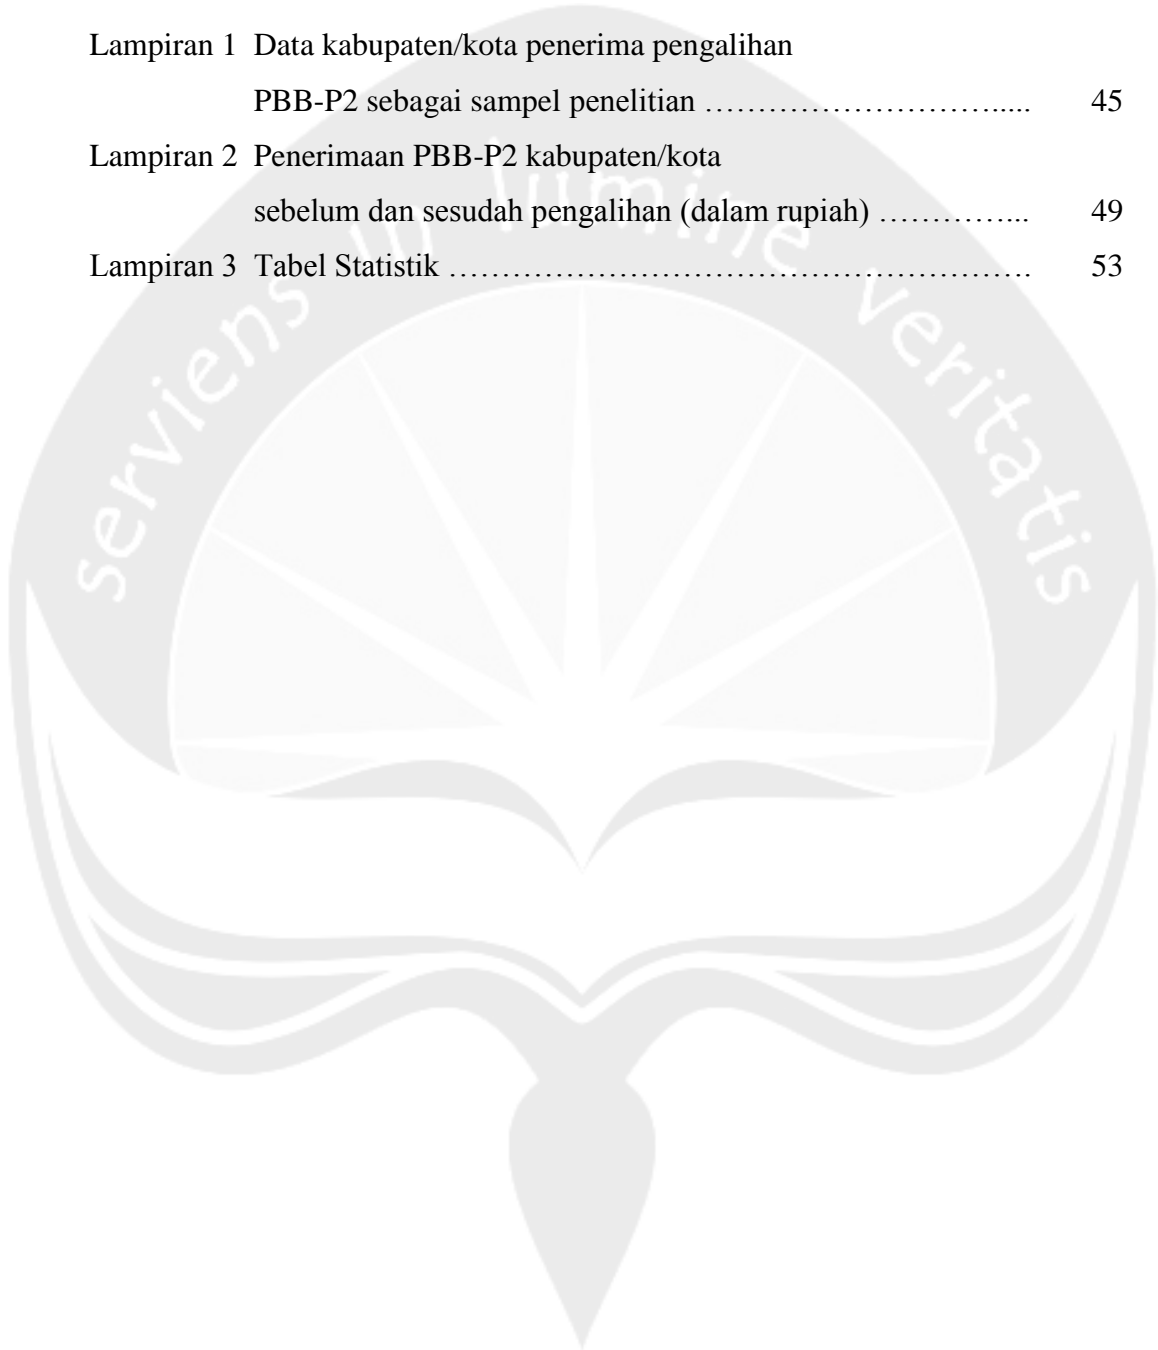 Lampiran 1 Data kabupaten/kota penerima pengalihan
PBB-P2 sebagai sampel penelitian ………………………..... 45
Lampiran 2 Penerimaan PBB-P2 kabupaten/kota
sebelum dan sesudah pengalihan (dalam rupiah) …………... 49
Lampiran 3 Tabel Statistik ………………………………………………. 53
serviens in lumine veritatis